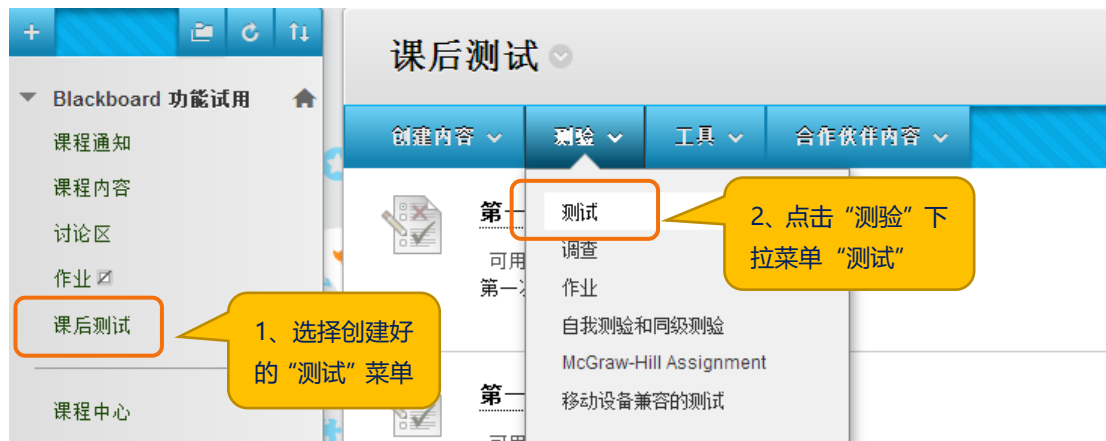 Blackboard 功能试用
课程通知
课程内容
讨论区
作业
课后测试
课程中心
课后测试
创建内容
测验
工具
合作伙伴内容
第一
可用
第一
测试
调查
作业
自我测验和同级测验
McGraw-Hill Assignment
移动设备兼容的测试
第一
1、选择创建好
的“测试”菜单
2、点击“测验”下
拉菜单“测试”